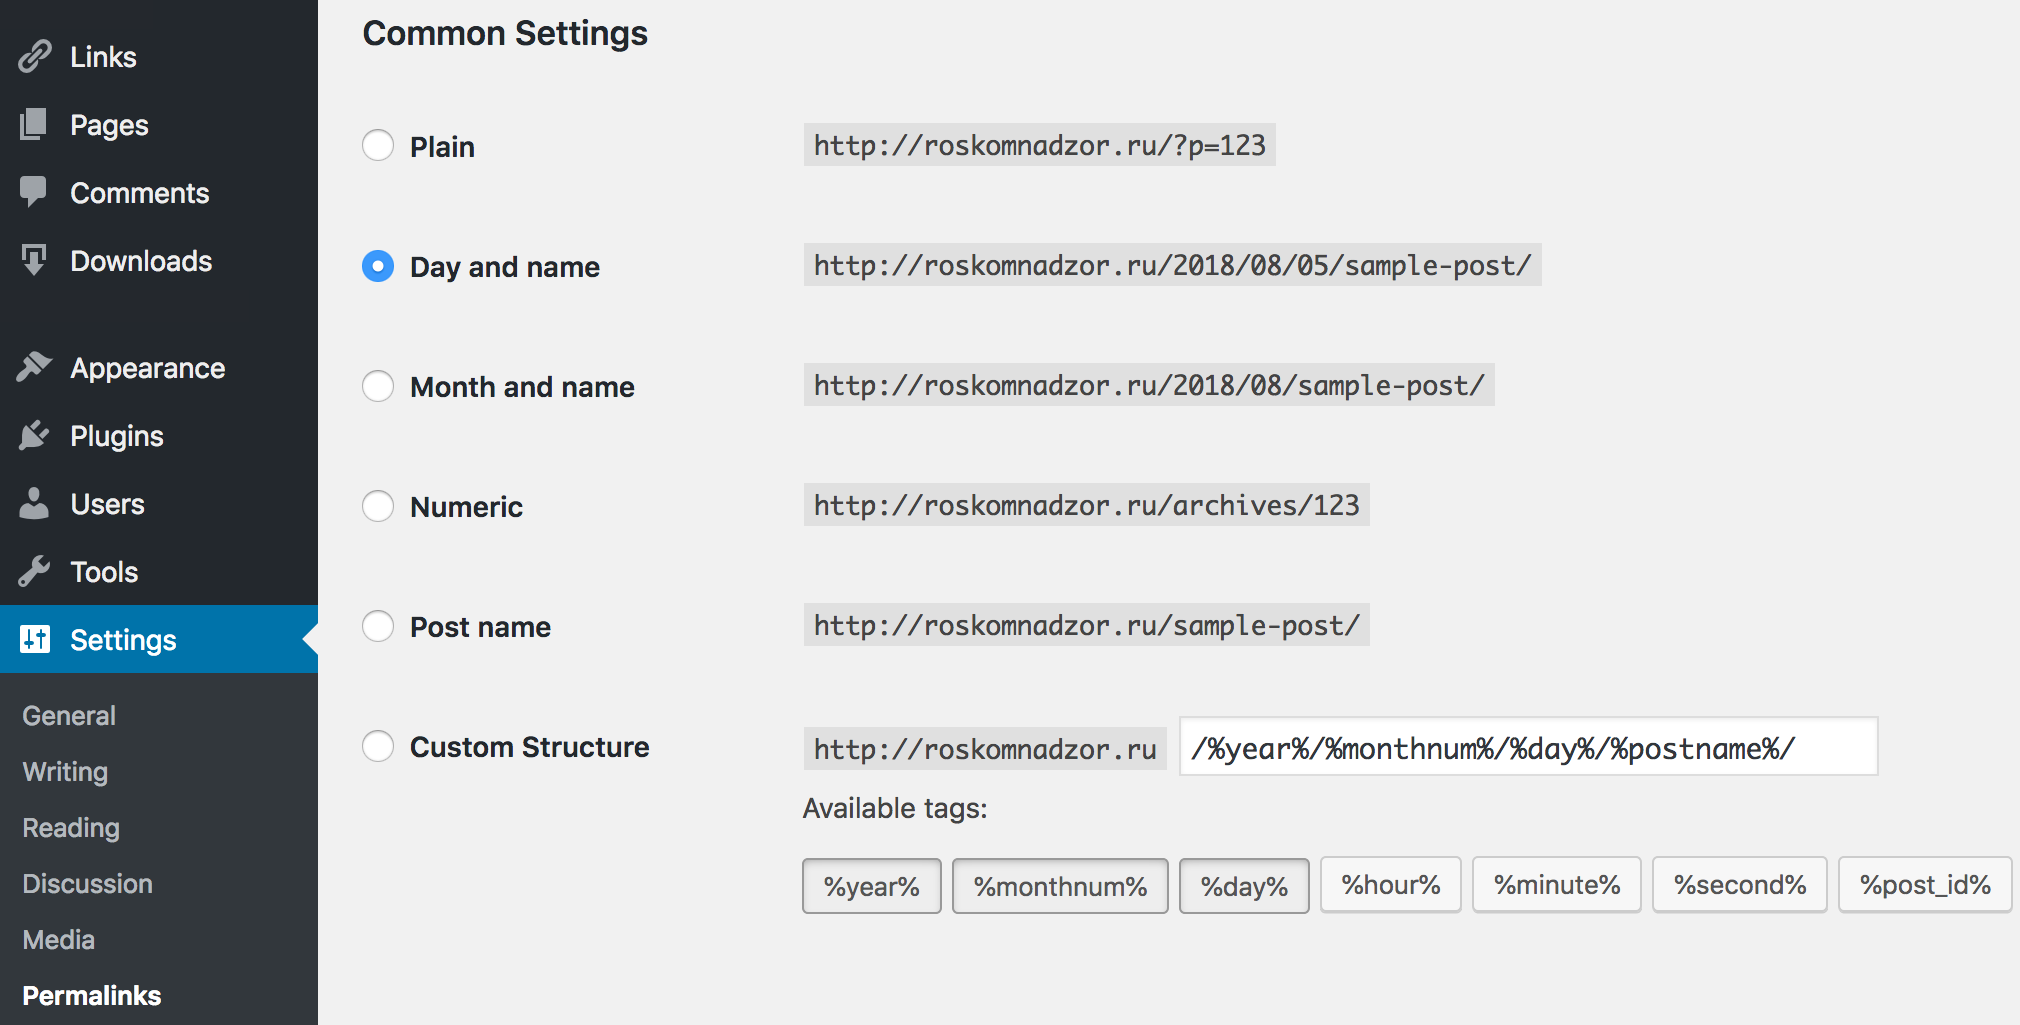 Links
Pages
Comments
Downloads
Appearance
Plugins
Users
Tools
Settings
General
Writing
Reading
Discussion
Media
Permalinks
Common Settings
Plain http://roskomnadzor.ru/?p=123
Day and name http://roskomnadzor.ru/2018/08/05/sample-post/
Month and name http://roskomnadzor.ru/2018/08/sample-post/
Numeric http://roskomnadzor.ru/archives/123
Post name http://roskomnadzor.ru/sample-post/
Custom Structure http://roskomnadzor.ru /%year%/%monthnum%/%day%/%postname%/
Available tags:
%year% %monthnum% %day% %hour% %minute% %second% %post_id%